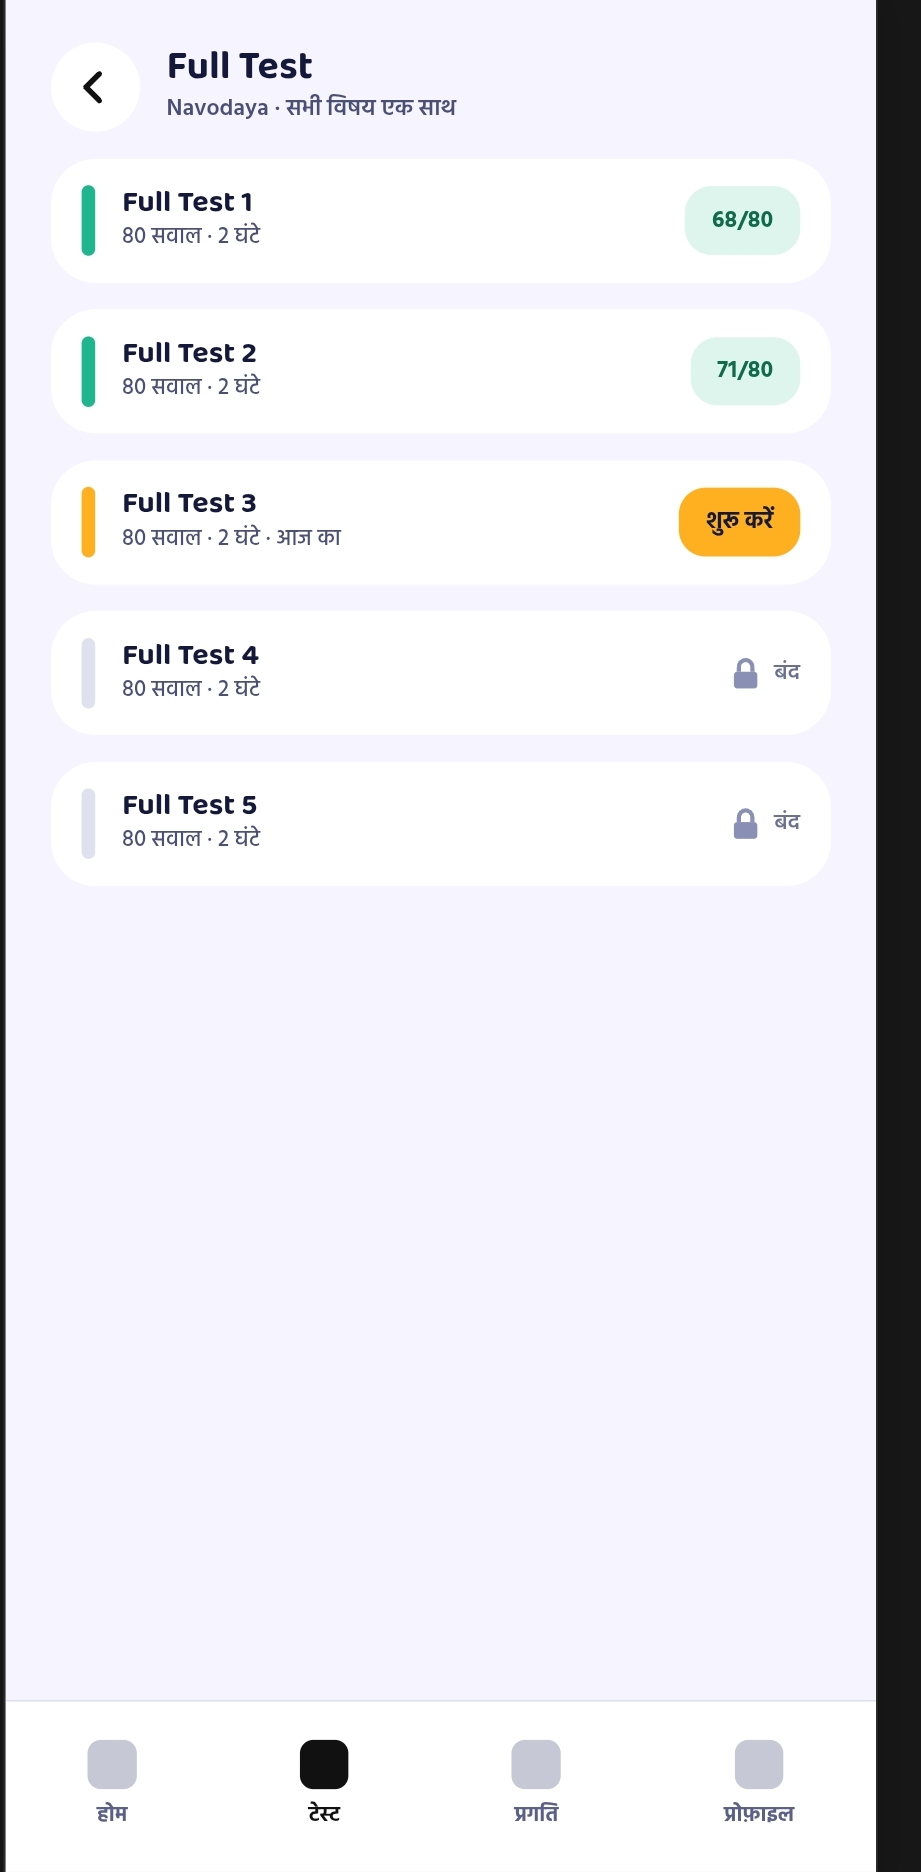 Full Test
Navodaya · सभी विषय एक साथ
Full Test 1
80 सवाल · 2 घंटे
68/80
Full Test 2
80 सवाल · 2 घंटे
71/80
Full Test 3
80 सवाल · 2 घंटे · आज का
शुरू करें
Full Test 4
80 सवाल · 2 घंटे
बंद
Full Test 5
80 सवाल · 2 घंटे
बंद
होम
टेस्ट
प्रगति
प्रोफ़ाइल